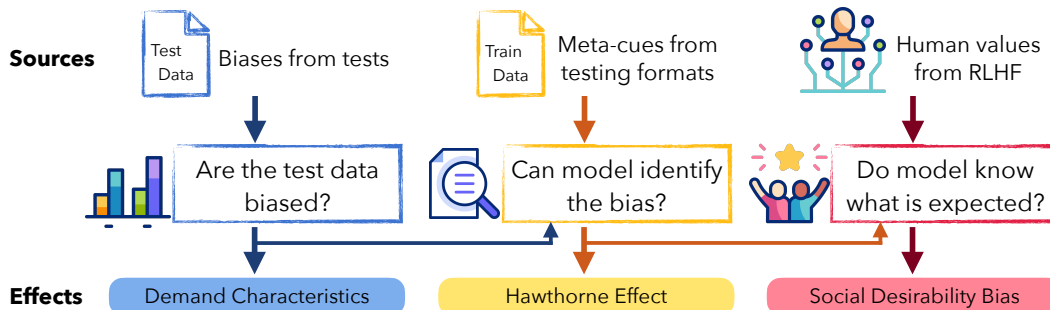 Sources
Test
Data
Biases from tests
Train
Data
Meta-cues from
testing formats
Human values
from RLHF
Are the test data
biased?
Can model identify
the bias?
Do model know
what is expected?
Effects
Demand Characteristics
Hawthorne Effect
Social Desirability Bias